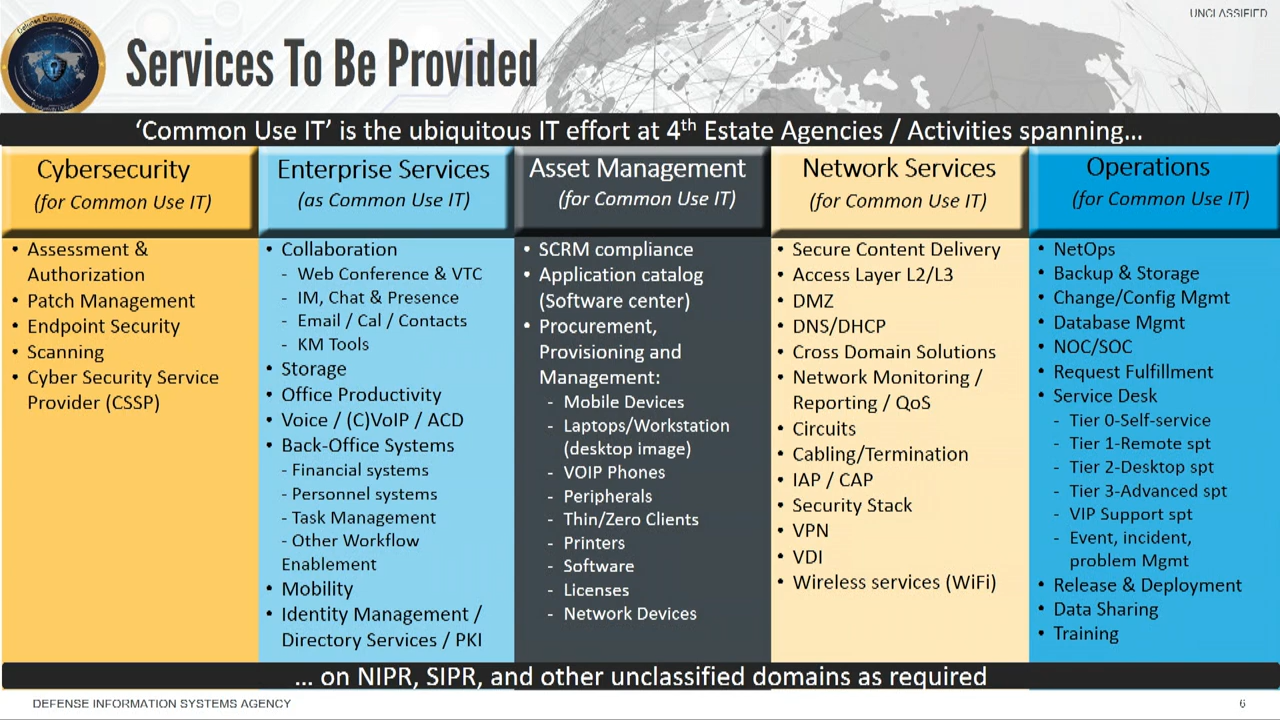 UNCLASSIFIED
Services To Be Provided
‘Common Use IT’ is the ubiquitous IT effort at 4th Estate Agencies / Activities spanning...
Cybersecurity
(for Common Use IT)
• Assessment &
Authorization
• Patch Management
• Endpoint Security
• Scanning
• Cyber Security Service
Provider (CSSP)
Enterprise Services
(as Common Use IT)
• Collaboration
- Web Conference & VTC
- IM, Chat & Presence
- Email / Cal / Contacts
- KM Tools
• Storage
• Office Productivity
• Voice / (C)VoIP / ACD
• Back-Office Systems
- Financial systems
- Personnel systems
- Task Management
- Other Workflow
Enablement
• Mobility
• Identity Management /
Directory Services / PKI
Asset Management
(for Common Use IT)
• SCRM compliance
• Application catalog
(Software center)
• Procurement,
Provisioning and
Management:
- Mobile Devices
- Laptops/Workstation
(desktop image)
- VOIP Phones
- Peripherals
- Thin/Zero Clients
- Printers
- Software
- Licenses
- Network Devices
Network Services
(for Common Use IT)
• Secure Content Delivery
• Access Layer L2/L3
• DMZ
• DNS/DHCP
• Cross Domain Solutions
• Network Monitoring /
Reporting / QoS
• Circuits
• Cabling/Termination
• IAP / CAP
• Security Stack
• VPN
• VDI
• Wireless services (WiFi)
Operations
(for Common Use IT)
• NetOps
• Backup & Storage
• Change/Config Mgmt
• Database Mgmt
• NOC/SOC
• Request Fulfillment
• Service Desk
- Tier 0-Self-service
- Tier 1-Remote spt
- Tier 2-Desktop spt
- Tier 3-Advanced spt
- VIP Support spt
- Event, incident,
problem Mgmt
• Release & Deployment
• Data Sharing
• Training
... on NIPR, SIPR, and other unclassified domains as required
DEFENSE INFORMATION SYSTEMS AGENCY
6